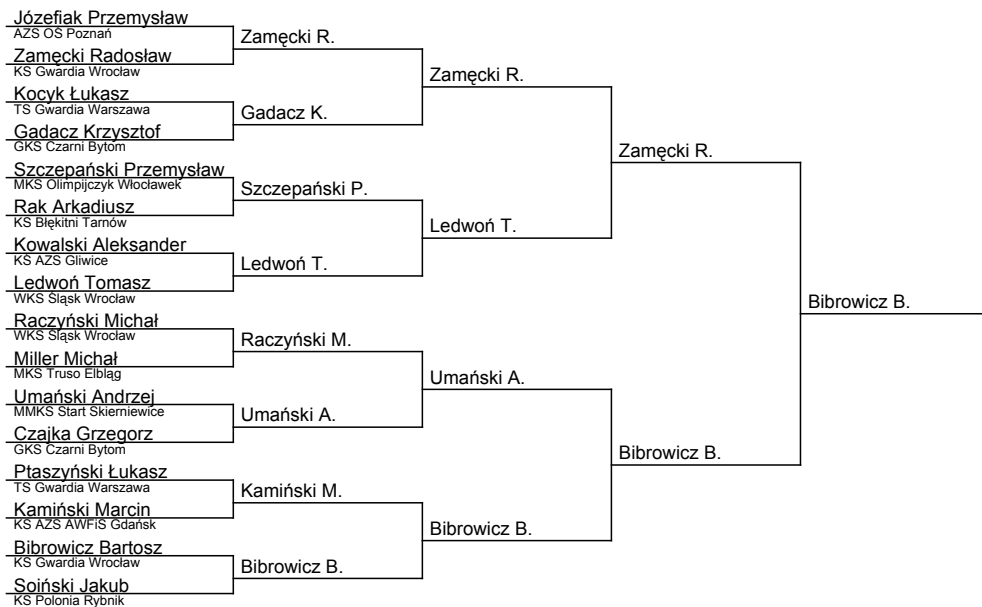 Józefiak Przemysław
AZS OŚ Poznań
Zamęcki Radosław
KS Gwardia Wrocław
Kocyk Łukasz
TS Gwardia Warszawa
Gadacz Krzysztof
GKS Czarni Bytom
Szczepański Przemysław
MKS Olimpijczyk Włocławek
Rak Arkadiusz
KS Błękitni Tarnów
Kowalski Aleksander
KS AZS Gliwice
Ledwoń Tomasz
WKS Śląsk Wrocław
Raczyński Michał
WKS Śląsk Wrocław
Miller Michał
MKS Truso Elbląg
Umański Andrzej
MMKS Start Skierniewice
Czajka Grzegorz
GKS Czarni Bytom
Ptaszyński Łukasz
TS Gwardia Warszawa
Kamiński Marcin
KS AZS AWFiS Gdańsk
Bibrowicz Bartosz
KS Gwardia Wrocław
Soiński Jakub
KS Polonia Rybnik
Zamęcki R.
Gadacz K.
Szczepański P.
Ledwoń T.
Raczyński M.
Umański A.
Kamiński M.
Bibrowicz B.
Zamęcki R.
Ledwoń T.
Umański A.
Bibrowicz B.
Zamęcki R.
Bibrowicz B.
Bibrowicz B.